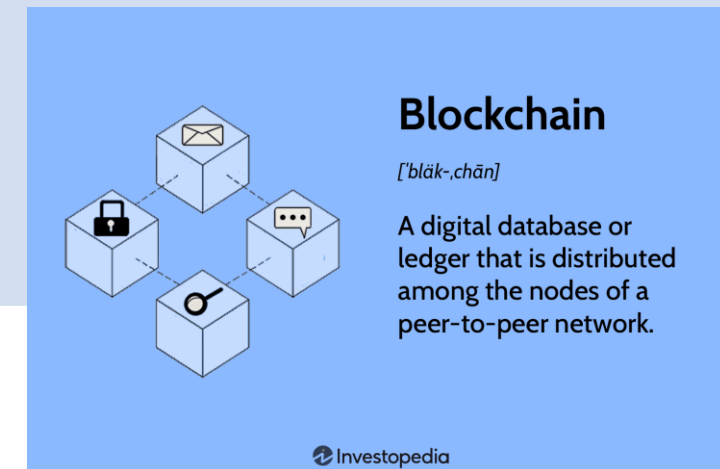 Blockchain
['bläk-,chān]
A digital database or
ledger that is distributed
among the nodes of a
peer-to-peer network.
Investopedia